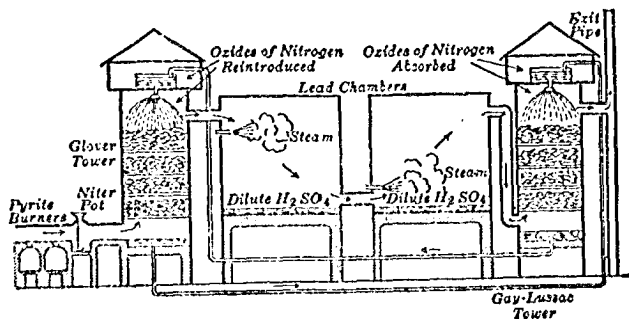 Exit
Pipe
Oxides of Nitrogen
Reintroduced
Oxides of Nitrogen
Absorbed
Lead Chambers
Steam
Glover
Tower
Steam
Niter
Pot
Pyrite
Burners
Dilute H₂SO₄
Dilute H₂SO₄
Gay-Lussac
Tower